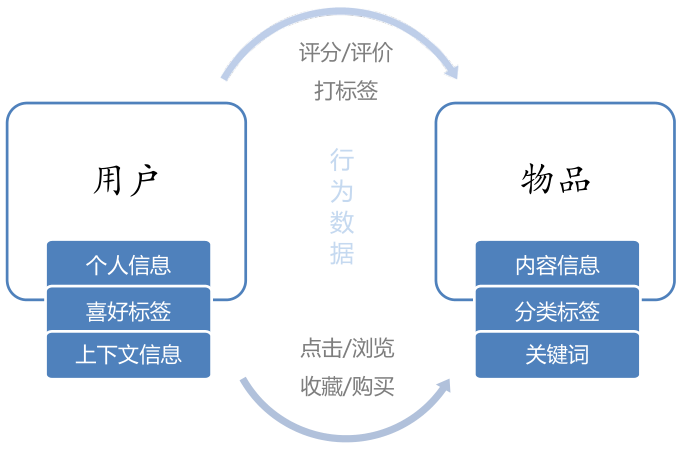 评分/评价
打标签
用户
个人信息
喜好标签
上下文信息
行为数据
物品
内容信息
分类标签
关键词
点击/浏览
收藏/购买